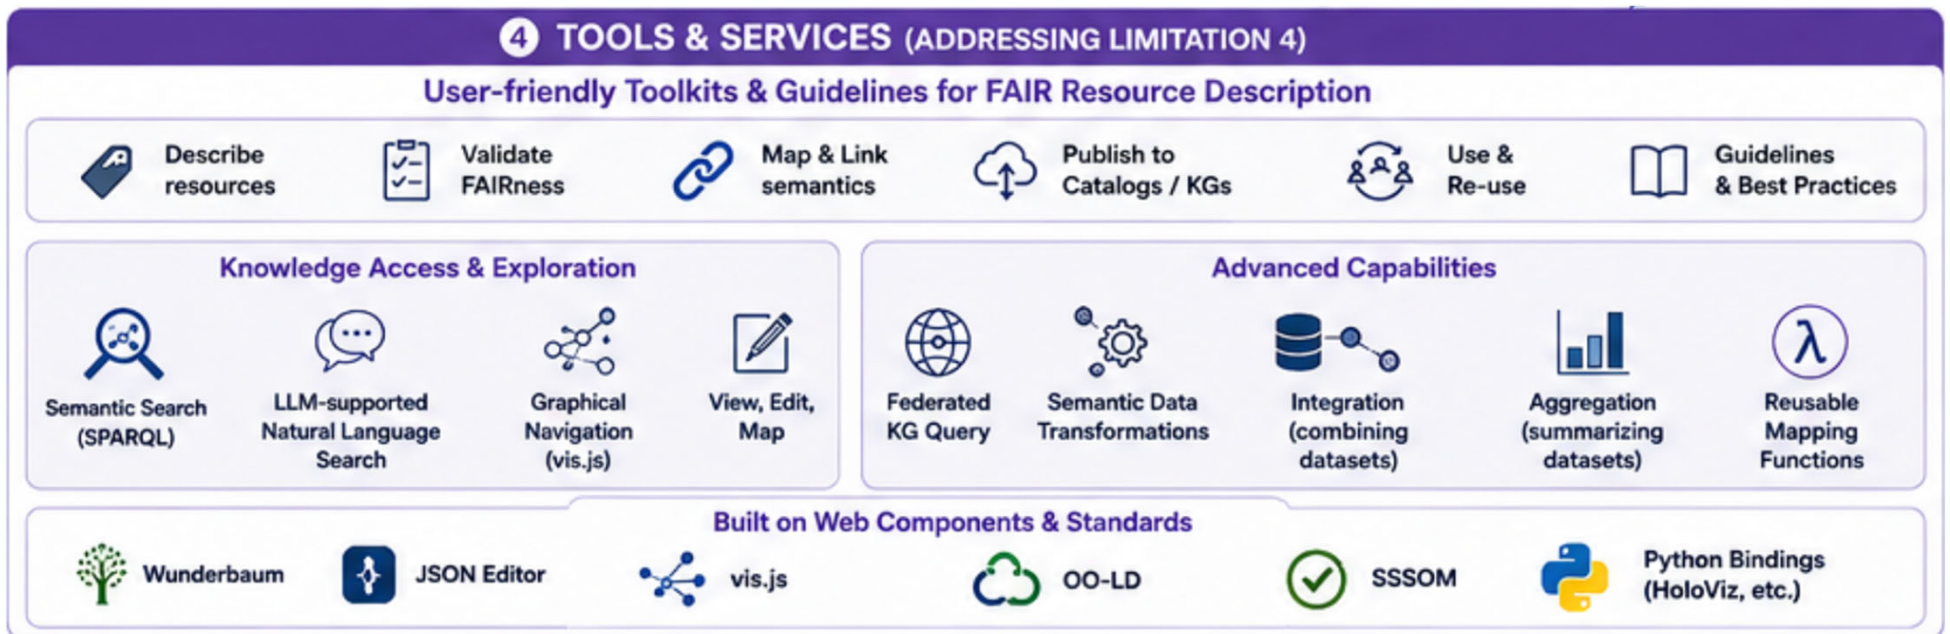 4 TOOLS & SERVICES (ADDRESSING LIMITATION 4)
User-friendly Toolkits & Guidelines for FAIR Resource Description
Describe
resources
Validate
FAIRness
Map & Link
semantics
Publish to
Catalogs / KGs
Use &
Re-use
Guidelines
& Best Practices
Knowledge Access & Exploration
Semantic Search
(SPARQL)
LLM-supported
Natural Language
Search
Graphical
Navigation
(vis.js)
View, Edit,
Map
Advanced Capabilities
Federated
KG Query
Semantic Data
Transformations
Integration
(combining
datasets)
Aggregation
(summarizing
datasets)
λ
Reusable
Mapping
Functions
Built on Web Components & Standards
Wunderbaum
JSON Editor
vis.js
OO-LD
SSSOM
Python Bindings
(HoloViz, etc.)